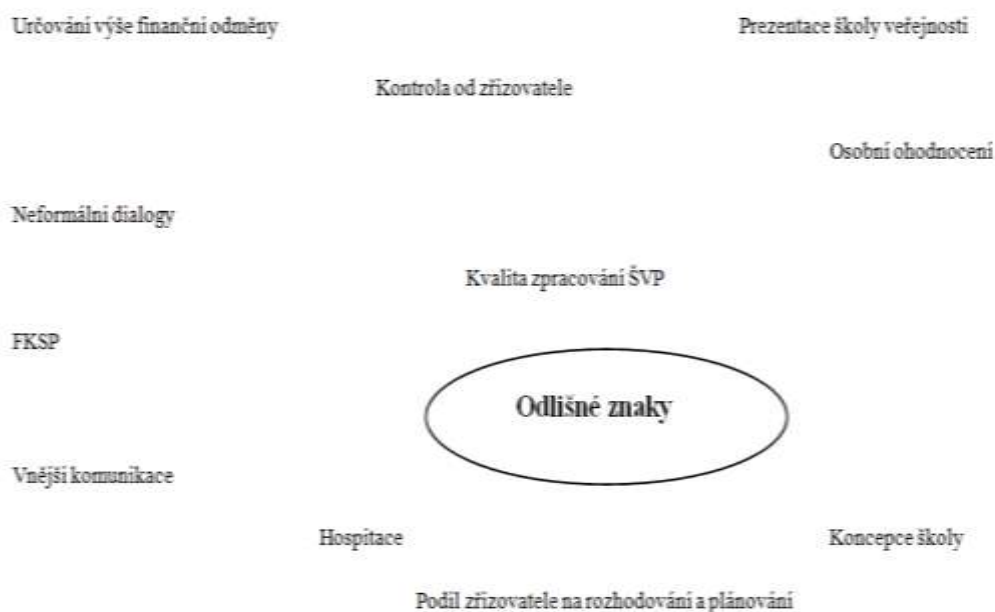 Určování výše finanční odměny
Prezentace školy veřejnosti
Kontrola od zřizovatele
Osobní ohodnocení
Neformální dialogy
Kvalita zpracování ŠVP
FKSP
Odlišné znaky
Vnější komunikace
Hospitace
Koncepce školy
Podíl zřizovatele na rozhodování a plánování